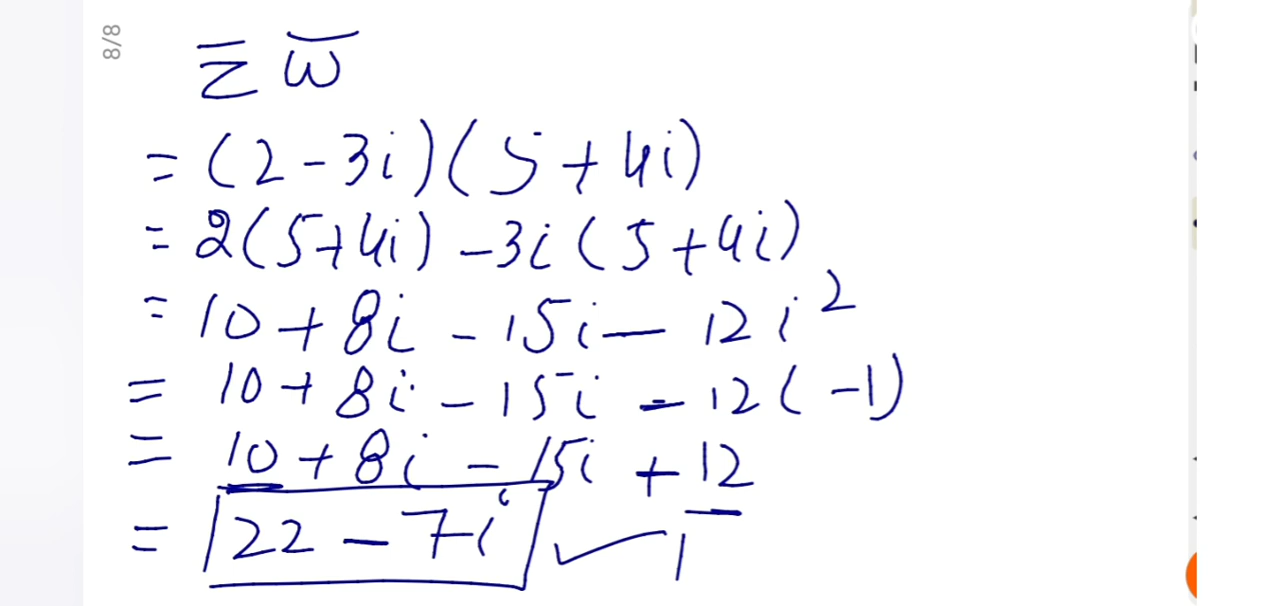 8/8
z̅ w̅
= (2 - 3i)(5 + 4i)
= 2(5+4i) - 3i(5+4i)
= 10 + 8i - 15i - 12i²
= 10 + 8i - 15i - 12(-1)
= 10 + 8i - 15i + 12
= 22 - 7i ✓